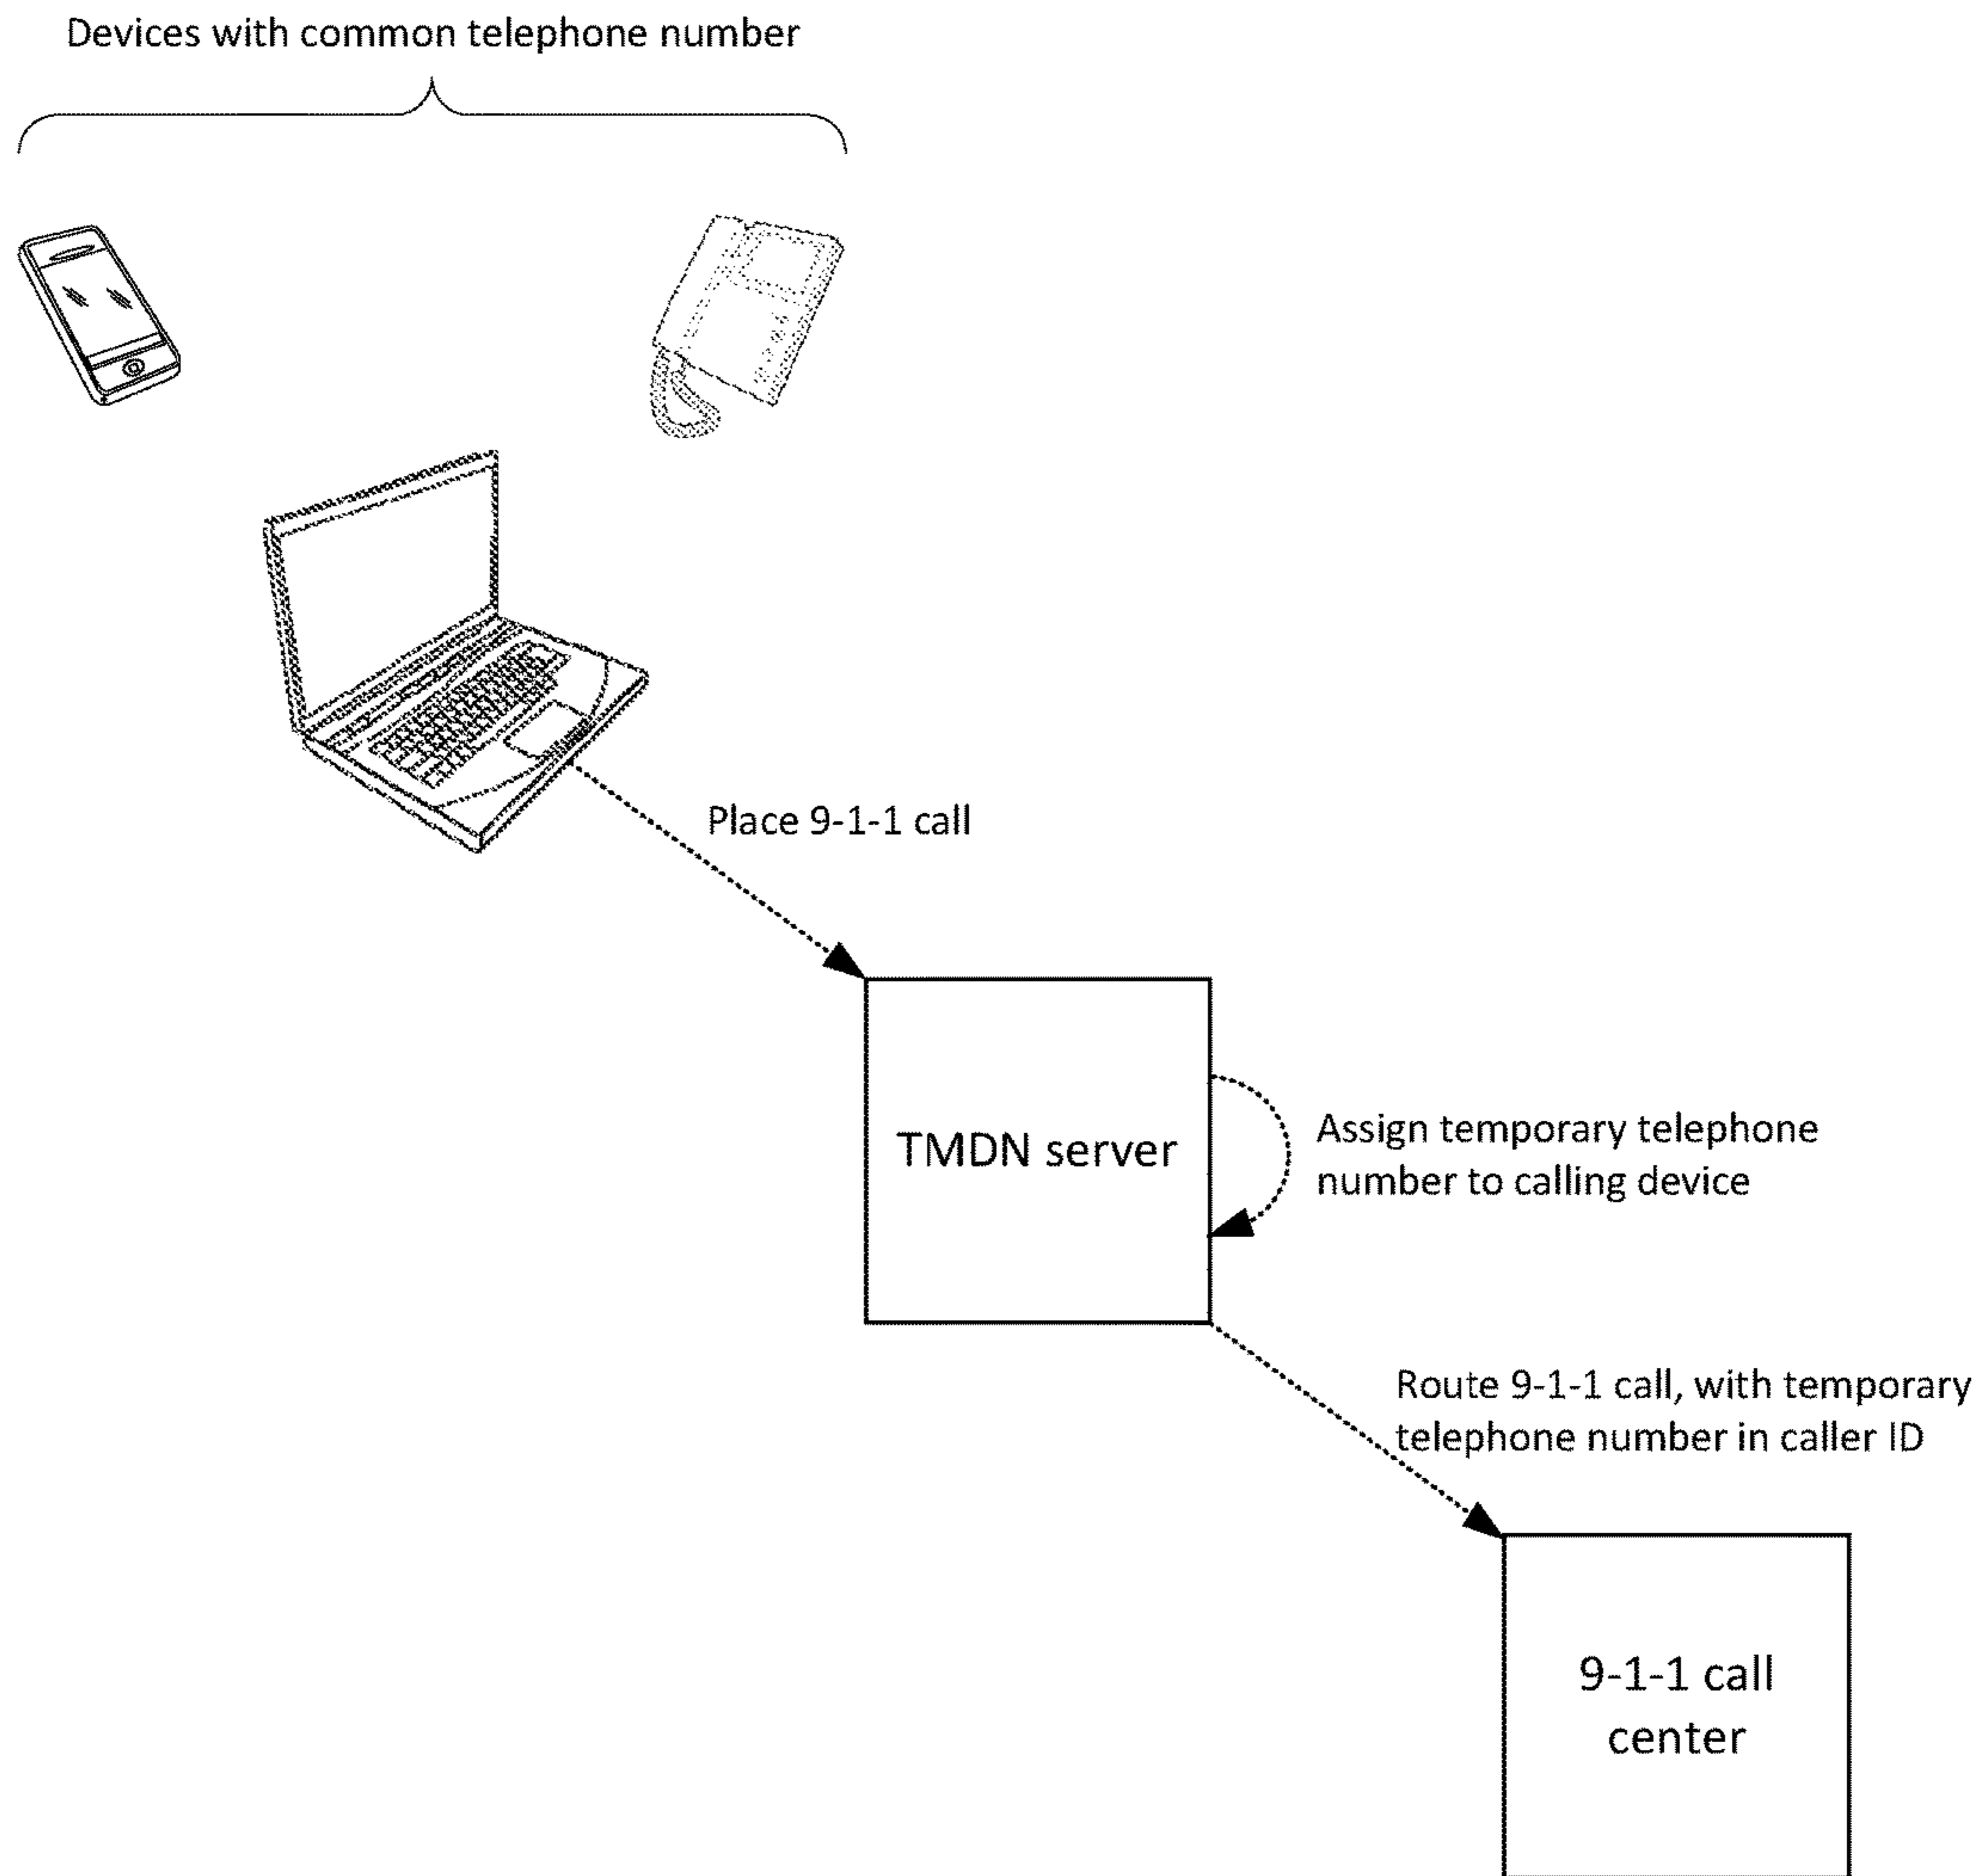 Devices with common telephone number
Place 9-1-1 call
TMDN server
Assign temporary telephone
number to calling device
Route 9-1-1 call, with temporary
telephone number in caller ID
9-1-1 call
center